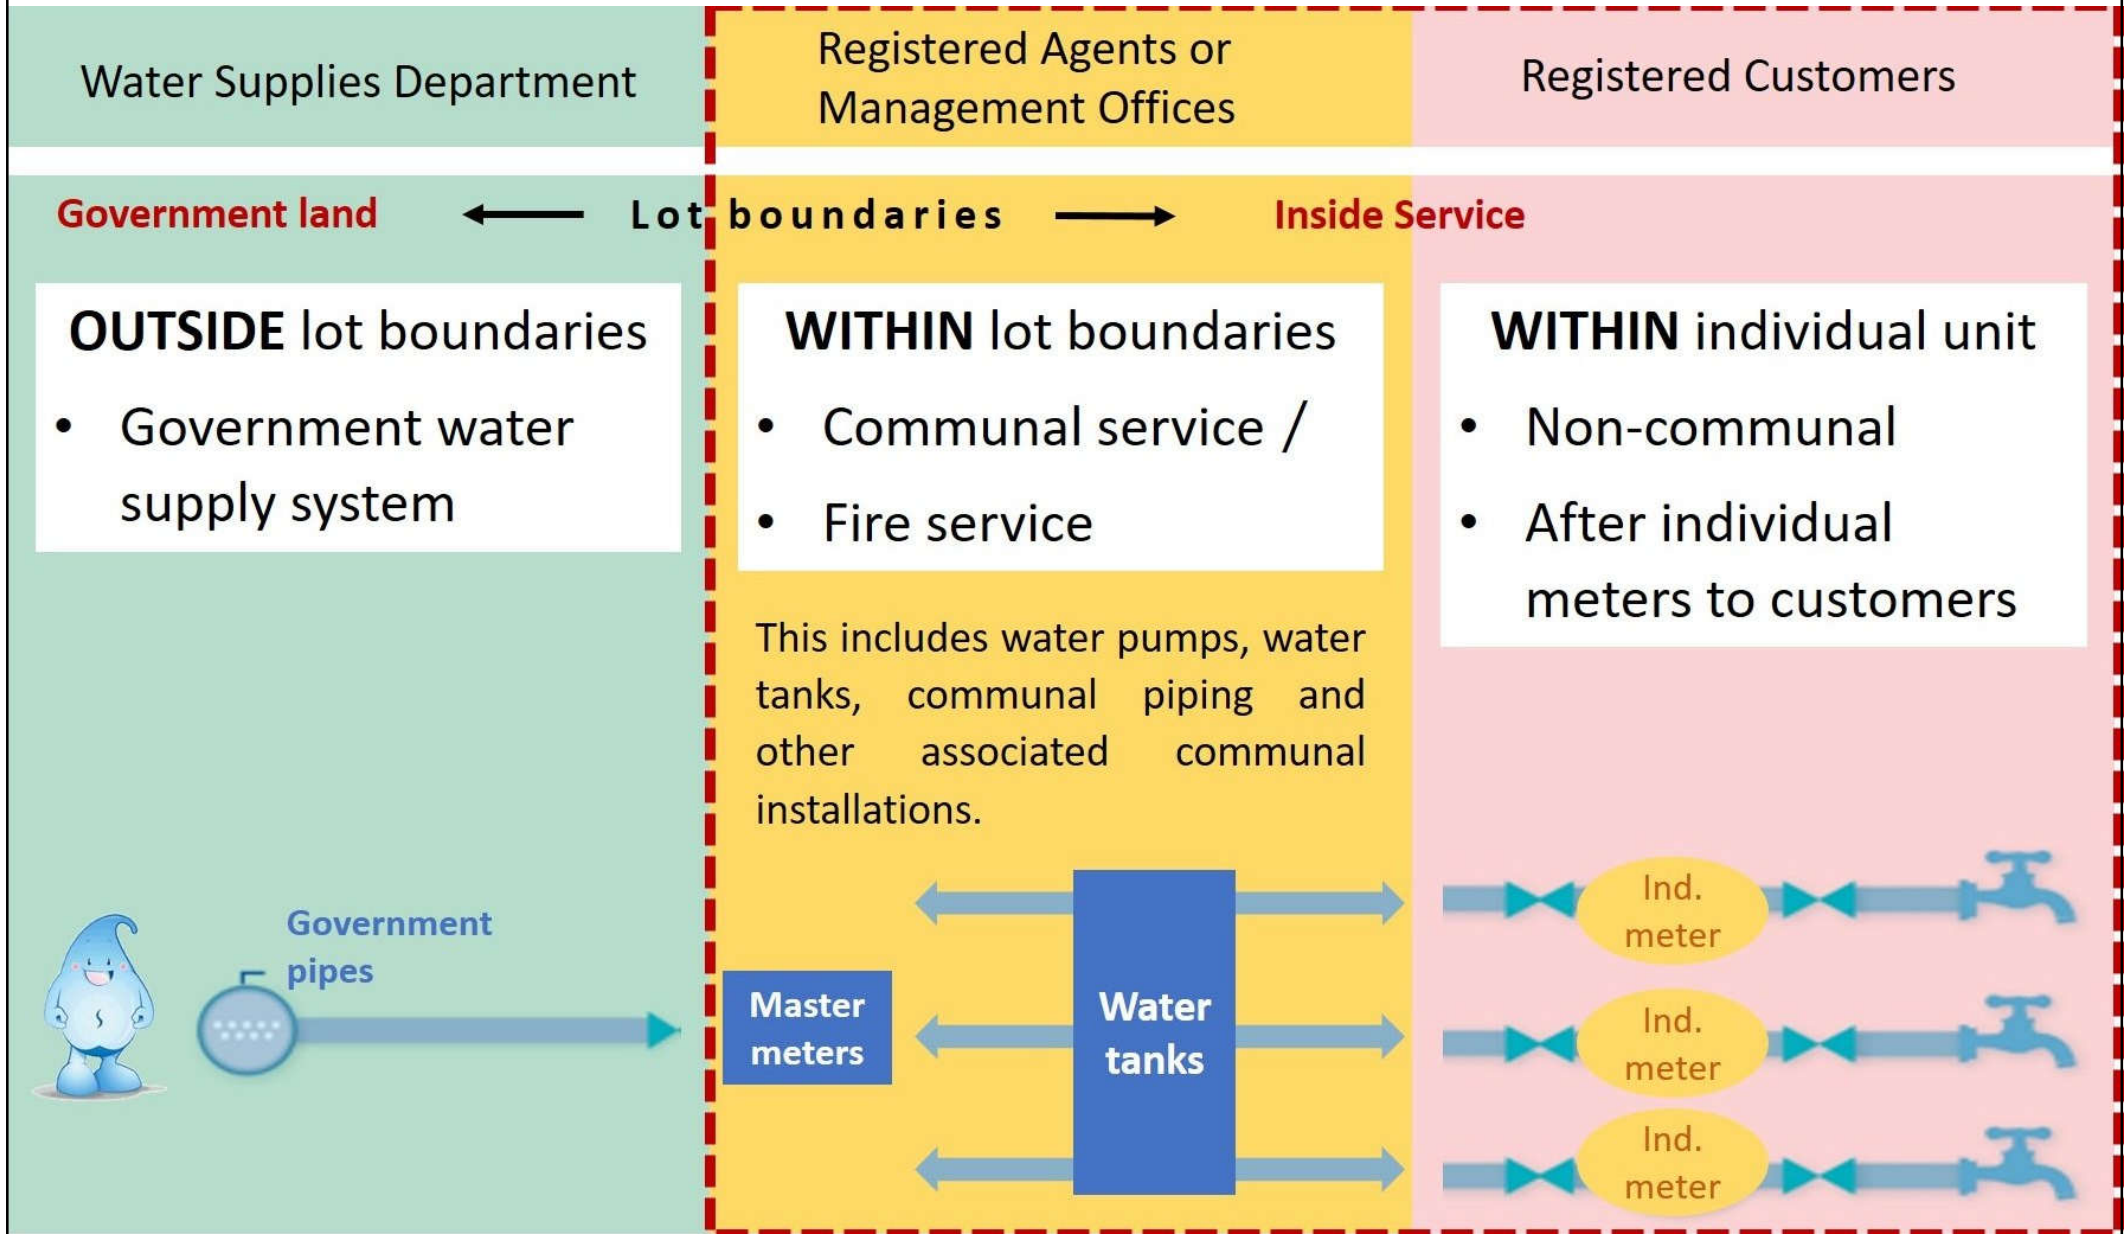 Water Supplies Department
Registered Agents or
Management Offices
Registered Customers
Government land
Lot boundaries
Inside Service
OUTSIDE lot boundaries
• Government water
supply system
WITHIN lot boundaries
• Communal service /
• Fire service
This includes water pumps, water
tanks, communal piping and
other associated communal
installations.
WITHIN individual unit
• Non-communal
• After individual
meters to customers
Government
pipes
Master
meters
Water
tanks
Ind.
meter
Ind.
meter
Ind.
meter